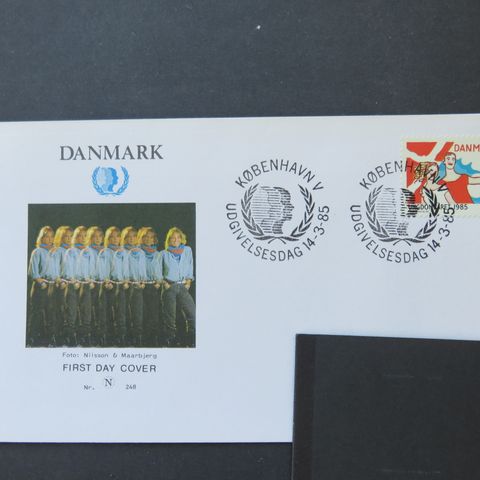 DANMARK
Foto: Nilsson & Maarbjerg
FIRST DAY COVER
Nr. N 248
KØBENHAVN V
UDGIVELSESDAG 14-3-85
KØBENHAVN V
UDGIVELSESDAG 14-3-85
DANM
1985